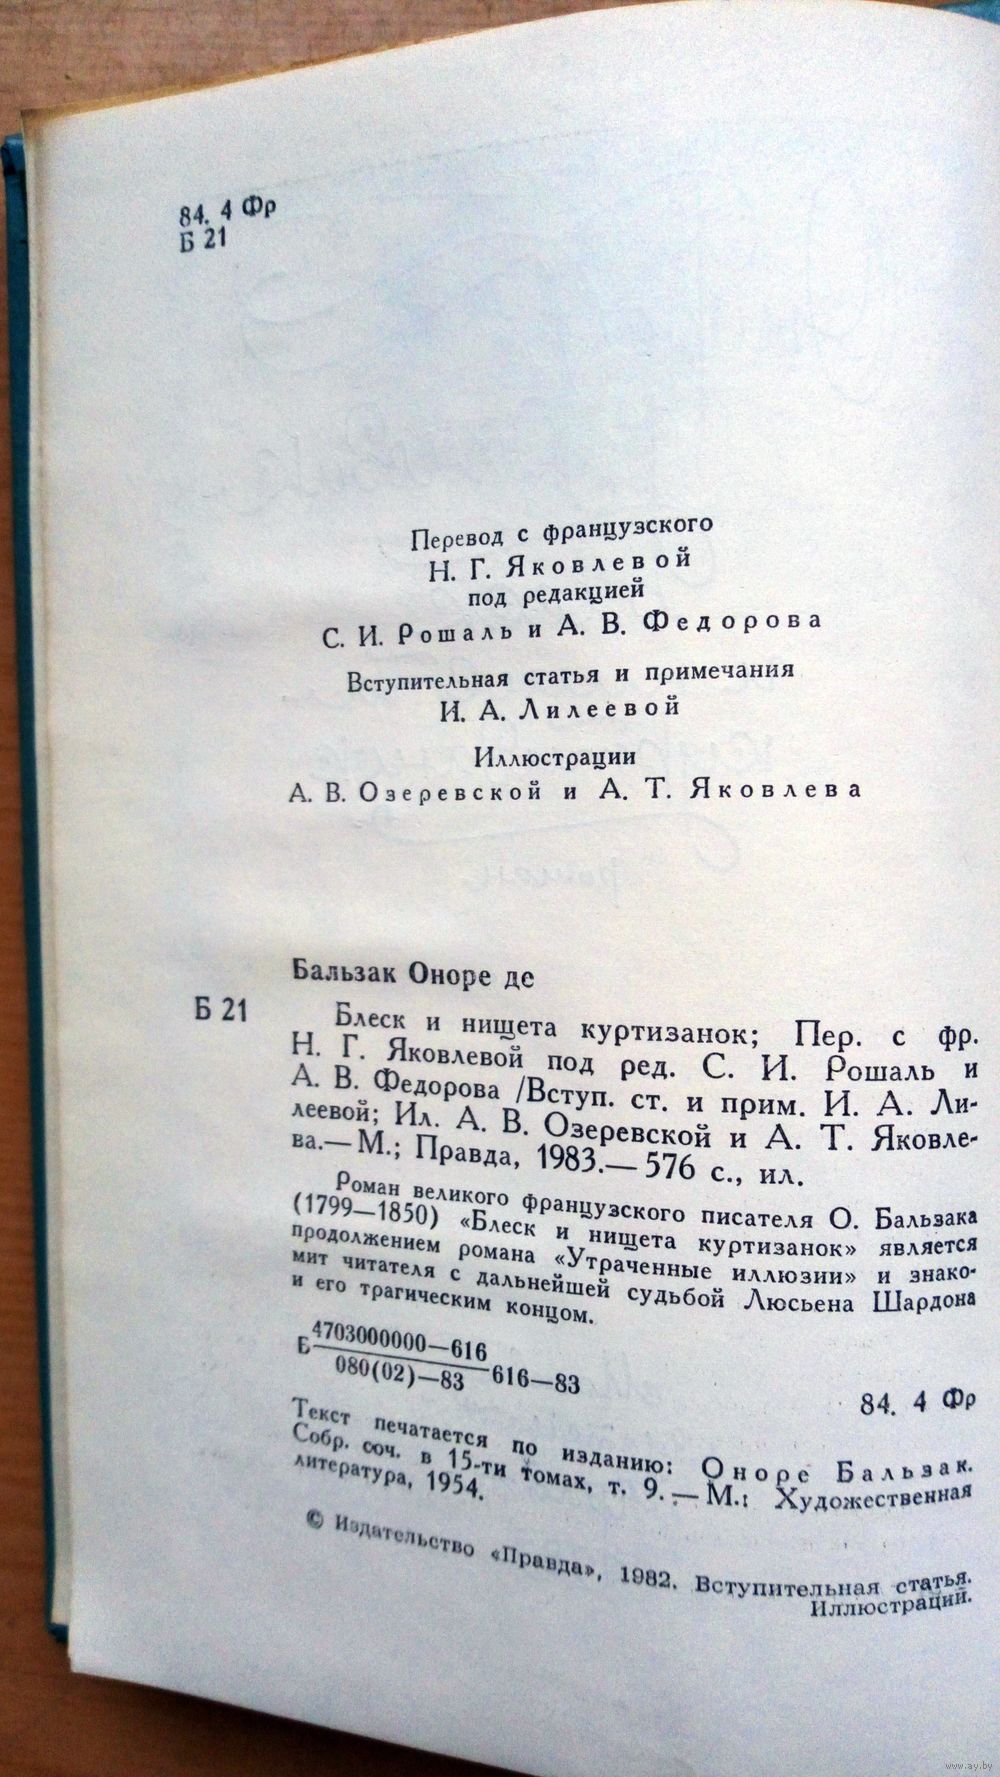 84. 4 Фр
Б 21
Перевод с французского
Н. Г. Яковлевой
под редакцией
С. И. Рошаль и А. В. Федорова
Вступительная статья и примечания
И. А. Лилеевой
Иллюстрации
А. В. Озеревской и А. Т. Яковлева
Бальзак Оноре де
Б 21
Блеск и нищета куртизанок; Пер. с фр.
Н. Г. Яковлевой под ред. С. И. Рошаль и
А. В. Федорова /Вступ. ст. и прим. И. А. Ли-
леевой; Ил. А. В. Озеревской и А. Т. Яковле-
ва.— М.; Правда, 1983.— 576 с., ил.
Роман великого французского писателя О. Бальзака
(1799—1850) «Блеск и нищета куртизанок» является
продолжением романа «Утраченные иллюзии» и знако-
мит читателя с дальнейшей судьбой Люсьена Шардона
и его трагическим концом.
4703000000—616
Б 616—83
080(02)—83
84. 4 Фр
Текст печатается по изданию: Оноре Бальзак.
Собр. соч. в 15-ти томах, т. 9. — М.: Художественная
литература, 1954.
© Издательство «Правда», 1982. Вступительная статья.
Иллюстраций.
www.ay.by